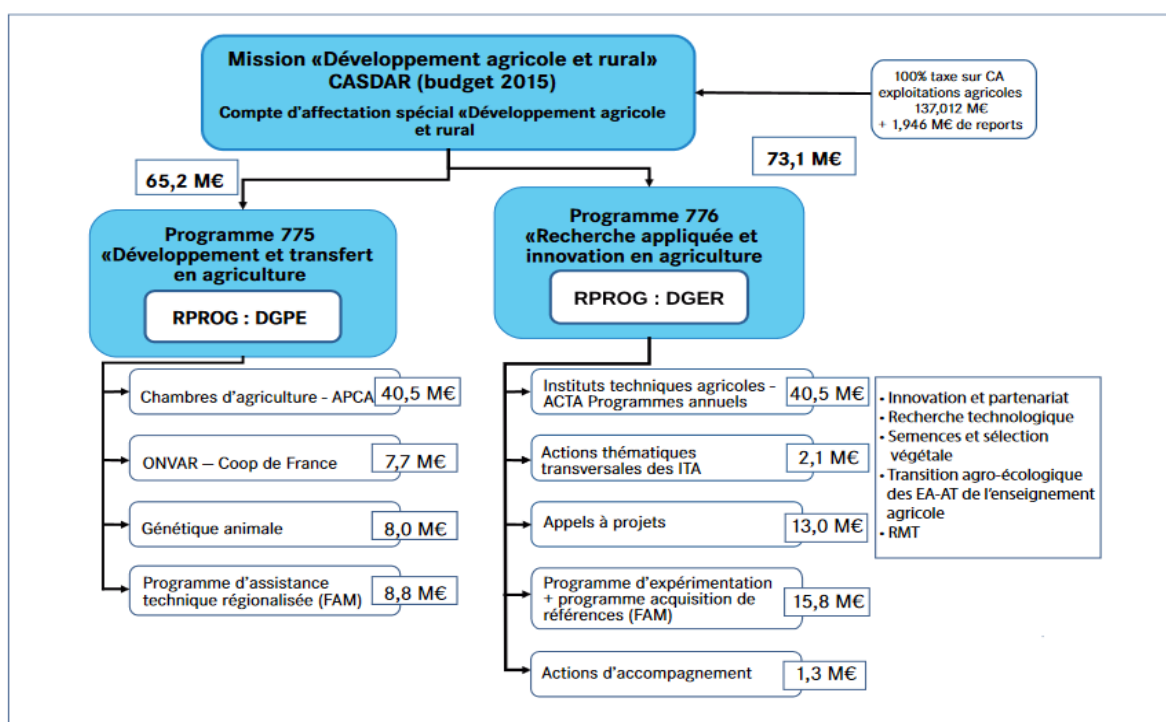 Mission «Développement agricole et rural»
CASDAR (budget 2015)
Compte d'affectation spécial «Développement agricole
et rural
100% taxe sur CA
exploitations agricoles
137,012 M€
+ 1,946 M€ de reports
65,2 M€
73,1 M€
Programme 775
«Développement et transfert
en agriculture
RPROG : DGPE
Programme 776
«Recherche appliquée et
innovation en agriculture
RPROG : DGER
Chambres d'agriculture - APCA
40,5 M€
ONVAR – Coop de France
7,7 M€
Génétique animale
8,0 M€
Programme d'assistance
technique régionalisée (FAM)
8,8 M€
Instituts techniques agricoles -
ACTA Programmes annuels
40,5 M€
Actions thématiques
transversales des ITA
2,1 M€
Appels à projets
13,0 M€
Programme d'expérimentation
+ programme acquisition de
références (FAM)
15,8 M€
Actions d'accompagnement
1,3 M€
• Innovation et partenariat
• Recherche technologique
• Semences et sélection
végétale
• Transition agro-écologique
des EA-AT de l'enseignement
agricole
• RMT